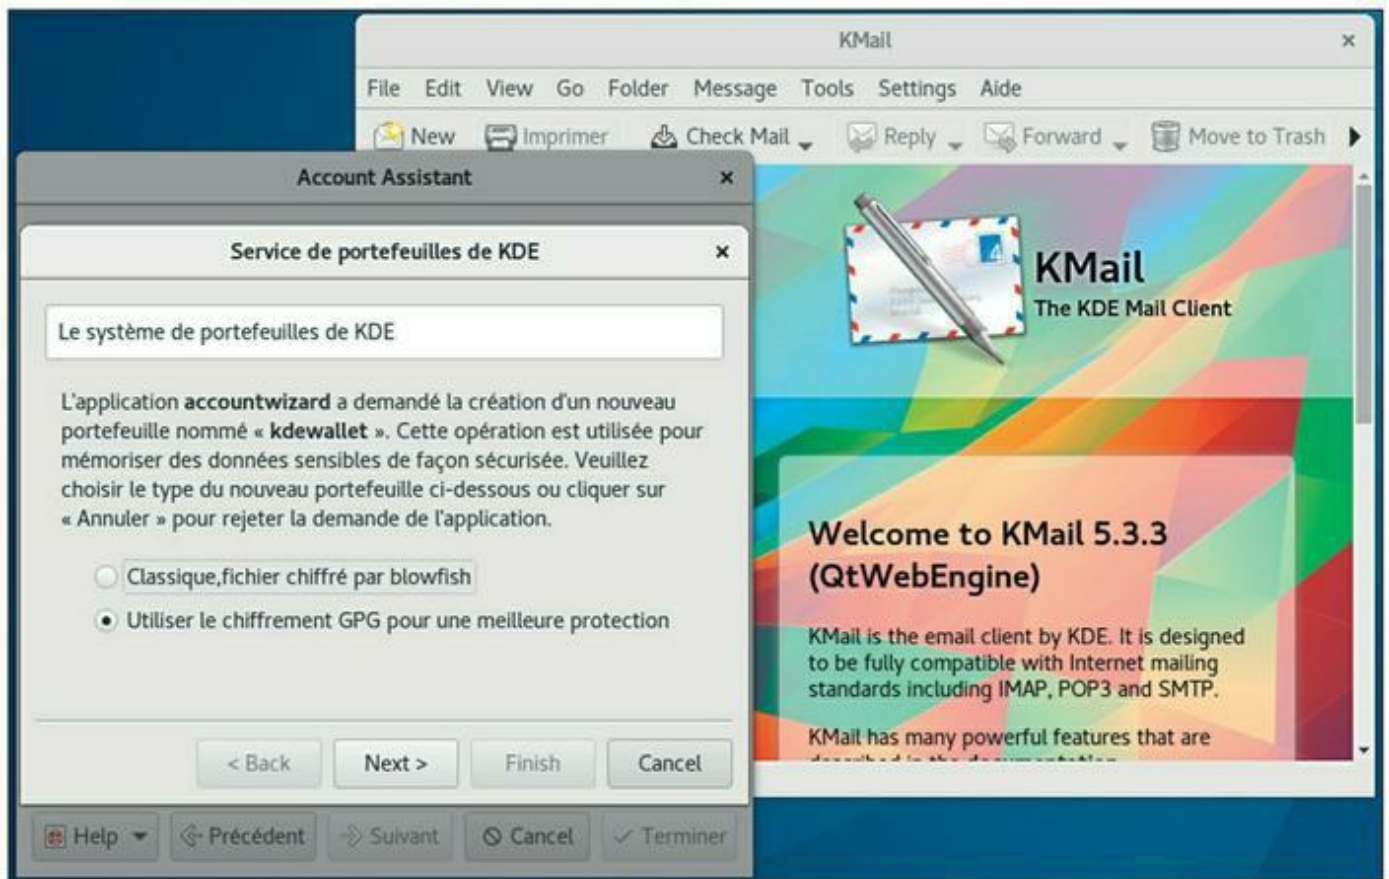 KMail
File Edit View Go Folder Message Tools Settings Aide
New Imprimer Check Mail Reply Forward Move to Trash
Account Assistant
Service de portefeuilles de KDE
Le système de portefeuilles de KDE
L'application accountwizard a demandé la création d'un nouveau
portefeuille nommé « kdewallet ». Cette opération est utilisée pour
mémoriser des données sensibles de façon sécurisée. Veuillez
choisir le type du nouveau portefeuille ci-dessous ou cliquer sur
« Annuler » pour rejeter la demande de l'application.
Classique,fichier chiffré par blowfish
Utiliser le chiffrement GPG pour une meilleure protection
< Back Next > Finish Cancel
Help Précédent Suivant Cancel Terminer
KMail
The KDE Mail Client
Welcome to KMail 5.3.3
(QtWebEngine)
KMail is the email client by KDE. It is designed
to be fully compatible with Internet mailing
standards including IMAP, POP3 and SMTP.
KMail has many powerful features that are
described in the documentation